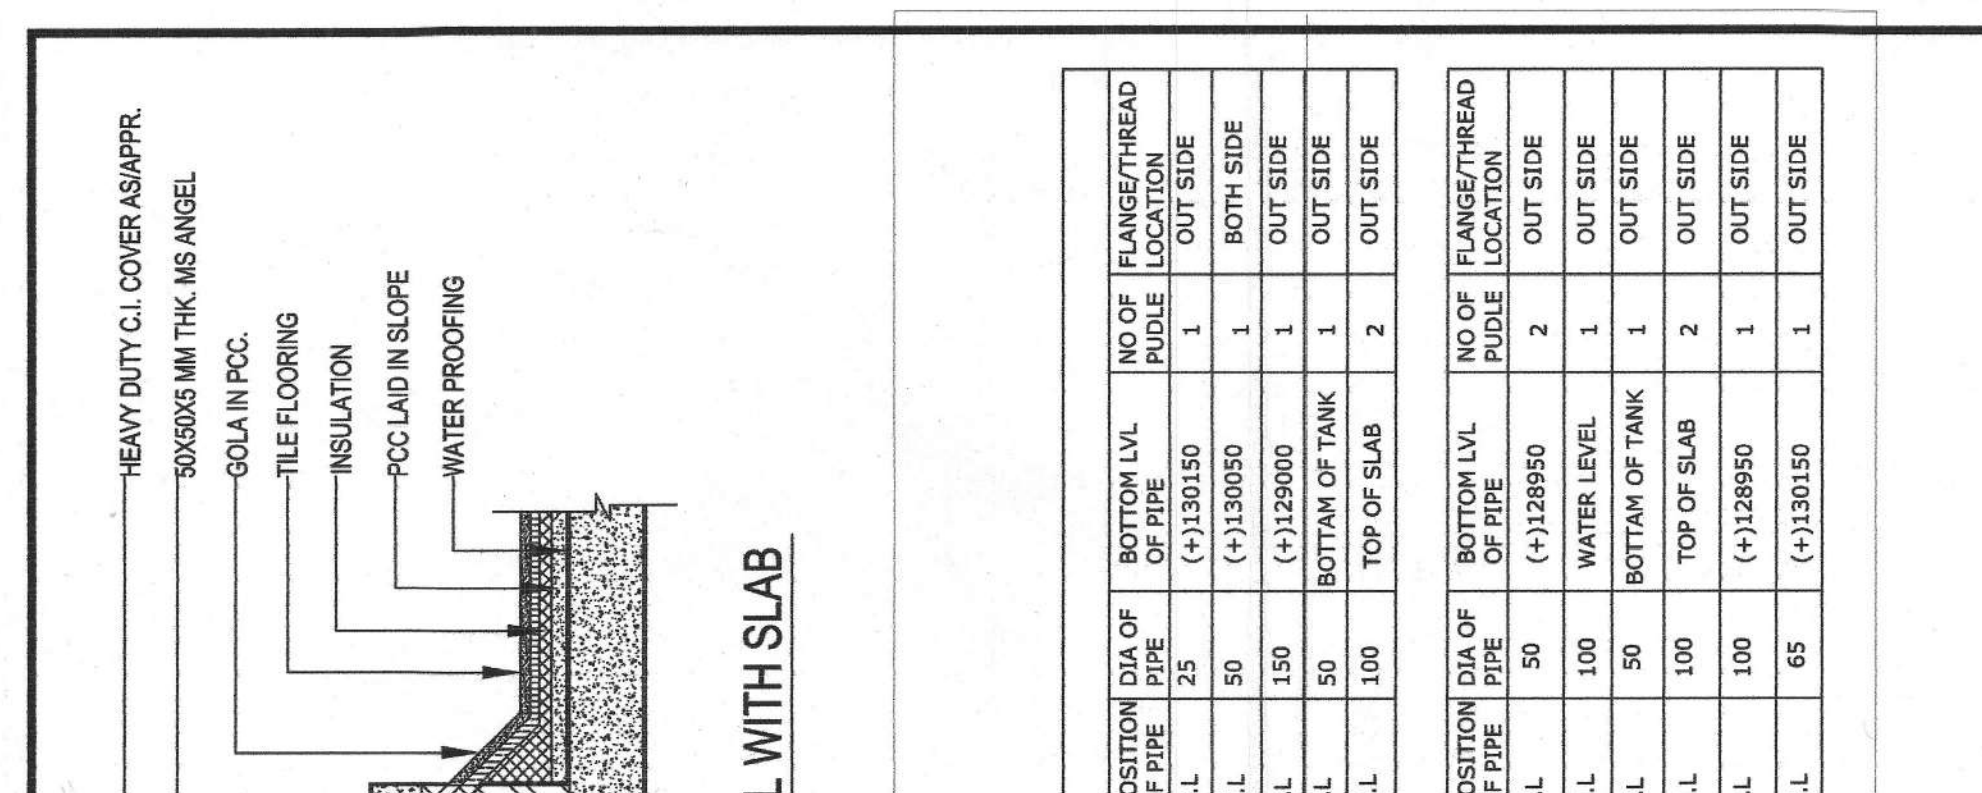 HEAVY DUTY C.I. COVER AS/APPR.
50X50X5 MM THK. MS ANGEL
GOLA IN PCC.
TILE FLOORING
INSULATION
PCC LAID IN SLOPE
WATER PROOFING
L WITH SLAB
OSITION DIA OF BOTTOM LVL NO OF FLANGE/THREAD
F PIPE PIPE OF PIPE PUDLE LOCATION
.L 25 (+)130150 1 OUT SIDE
.L 50 (+)130050 1 BOTH SIDE
.L 150 (+)129000 1 OUT SIDE
.L 50 BOTTAM OF TANK 1 OUT SIDE
.L 100 TOP OF SLAB 2 OUT SIDE
OSITION DIA OF BOTTOM LVL NO OF FLANGE/THREAD
F PIPE PIPE OF PIPE PUDLE LOCATION
.L 50 (+)128950 2 OUT SIDE
.L 100 WATER LEVEL 1 OUT SIDE
.L 50 BOTTAM OF TANK 1 OUT SIDE
.L 100 TOP OF SLAB 2 OUT SIDE
.L 100 (+)128950 1 OUT SIDE
.L 65 (+)130150 1 OUT SIDE